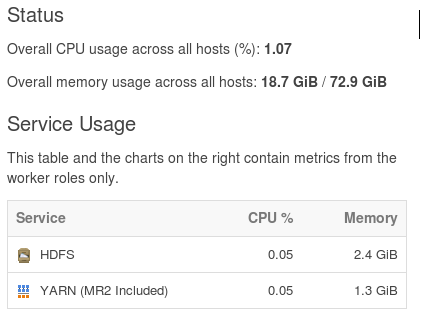 Status
Overall CPU usage across all hosts (%): 1.07
Overall memory usage across all hosts: 18.7 GiB / 72.9 GiB
Service Usage
This table and the charts on the right contain metrics from the
worker roles only.
Service CPU % Memory
HDFS 0.05 2.4 GiB
YARN (MR2 Included) 0.05 1.3 GiB